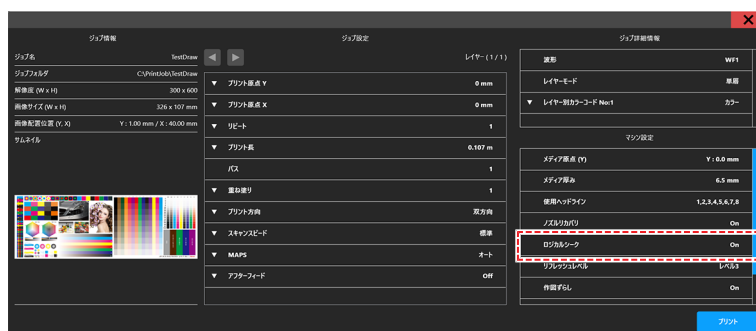 ジョブ情報
ジョブ名 TestDraw
ジョブフォルダ C:\PrintJob\TestDraw
解像度 (W x H) 300 x 600
画像サイズ (W x H) 326 x 107 mm
画像配置位置 (Y, X) Y : 1.00 mm / X : 40.00 mm
サムネイル
ジョブ設定
レイヤー ( 1 / 1 )
プリント原点 Y 0 mm
プリント原点 X 0 mm
リピート 1
プリント長 0.107 m
パス 1
重ね塗り 1
プリント方向 双方向
スキャンスピード 標準
MAPS オート
アフターフィード Off
ジョブ詳細情報
波形 WF1
レイヤーモード 単層
レイヤー別カラーコード No:1 カラー
マシン設定
メディア原点 (Y) Y : 0.0 mm
メディア厚み 6.5 mm
使用ヘッドライン 1,2,3,4,5,6,7,8
ノズルリカバリ On
ロジカルシーク On
リフレッシュレベル レベル3
作図ずらし On
プリント